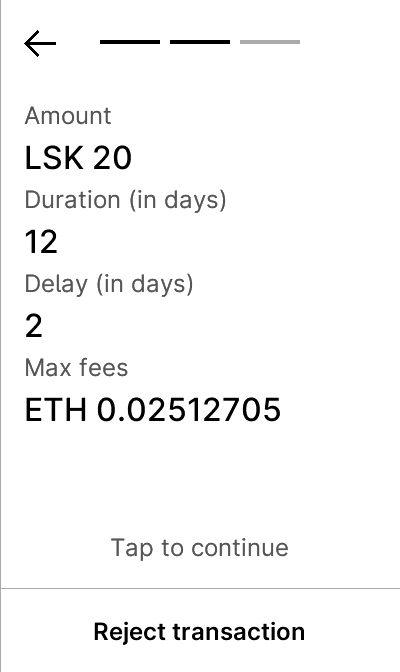 Amount
LSK 20
Duration (in days)
12
Delay (in days)
2
Max fees
ETH 0.02512705
Tap to continue
Reject transaction